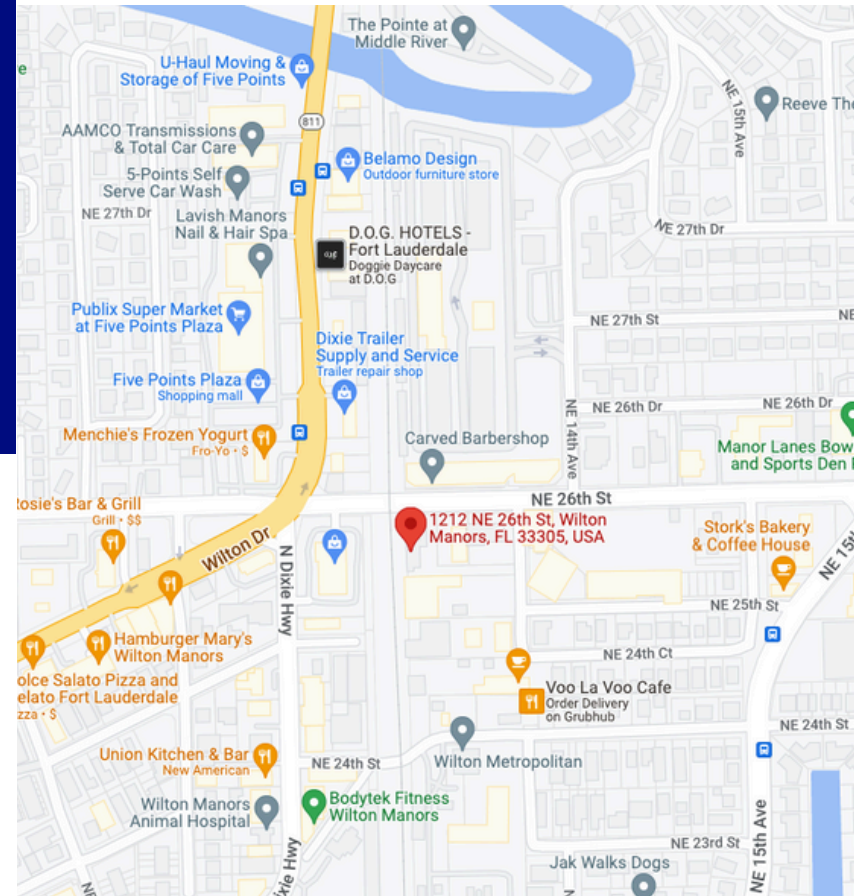 The Pointe at
Middle River
U-Haul Moving &
Storage of Five Points
e
NE 15th Ave
Reeve The
811
AAMCO Transmissions
& Total Car Care
Belamo Design
Outdoor furniture store
5-Points Self
Serve Car Wash
NE 27th Dr
Lavish Manors
Nail & Hair Spa
D.O.G. HOTELS -
Fort Lauderdale
Doggie Daycare
at D.O.G
NE 27th Dr
Publix Super Market
at Five Points Plaza
NE 27th St
NE
Dixie Trailer
Supply and Service
Trailer repair shop
Five Points Plaza
Shopping mall
NE 14th Ave
NE 26th Dr
NE 26th Dr
Menchie's Frozen Yogurt
Fro-Yo • $
Carved Barbershop
Manor Lanes Bow
and Sports Den
NE 26th St
Rosie's Bar & Grill
Grill • $$
1212 NE 26th St, Wilton
Manors, FL 33305, USA
Stork's Bakery
& Coffee House
NE 15t
Wilton Dr
N Dixie Hwy
NE 25th St
Hamburger Mary's
Wilton Manors
NE 24th Ct
olce Salato Pizza and
elato Fort Lauderdale
zza • $
Voo La Voo Cafe
Order Delivery
on Grubhub
NE 24th St
Union Kitchen & Bar
New American
NE 24th St
Wilton Metropolitan
Wilton Manors
Animal Hospital
Bodytek Fitness
Wilton Manors
NE 15th Ave
NE 23rd St
Jak Walks Dogs
ixie Hwy